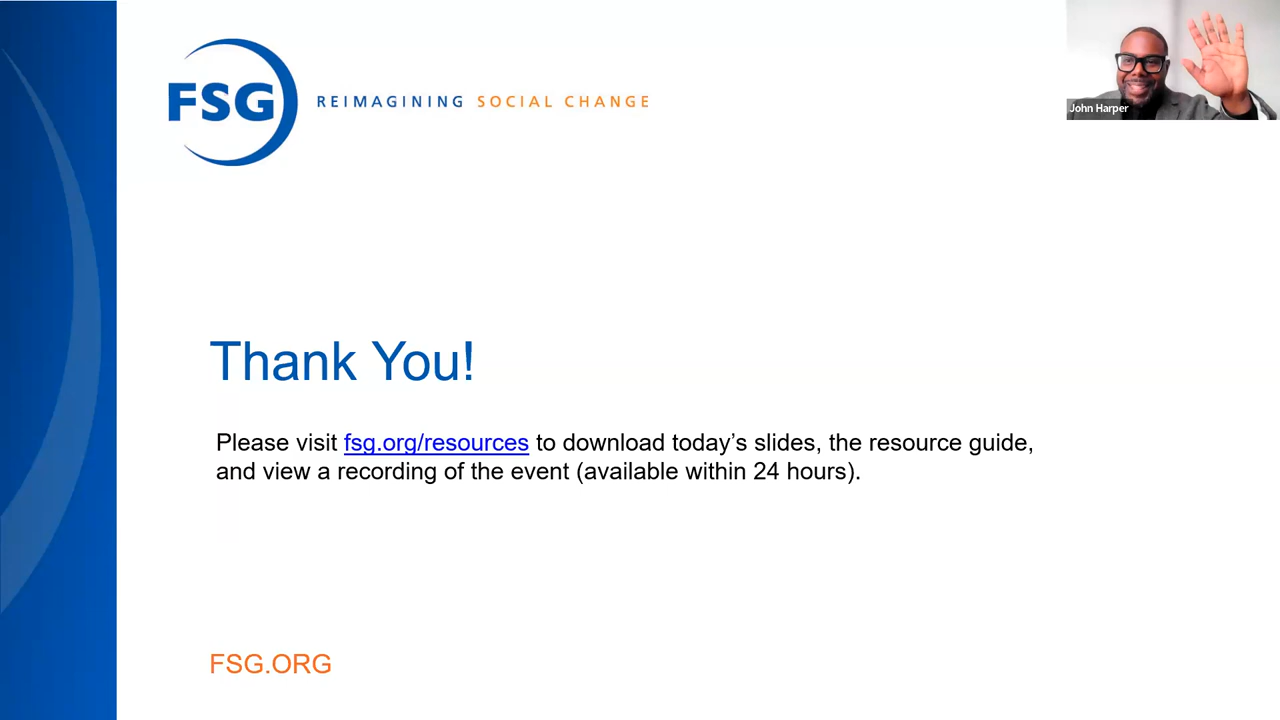 FSG REIMAGINING SOCIAL CHANGE
John Harper
Thank You!
Please visit fsg.org/resources to download today’s slides, the resource guide,
and view a recording of the event (available within 24 hours).
FSG.ORG